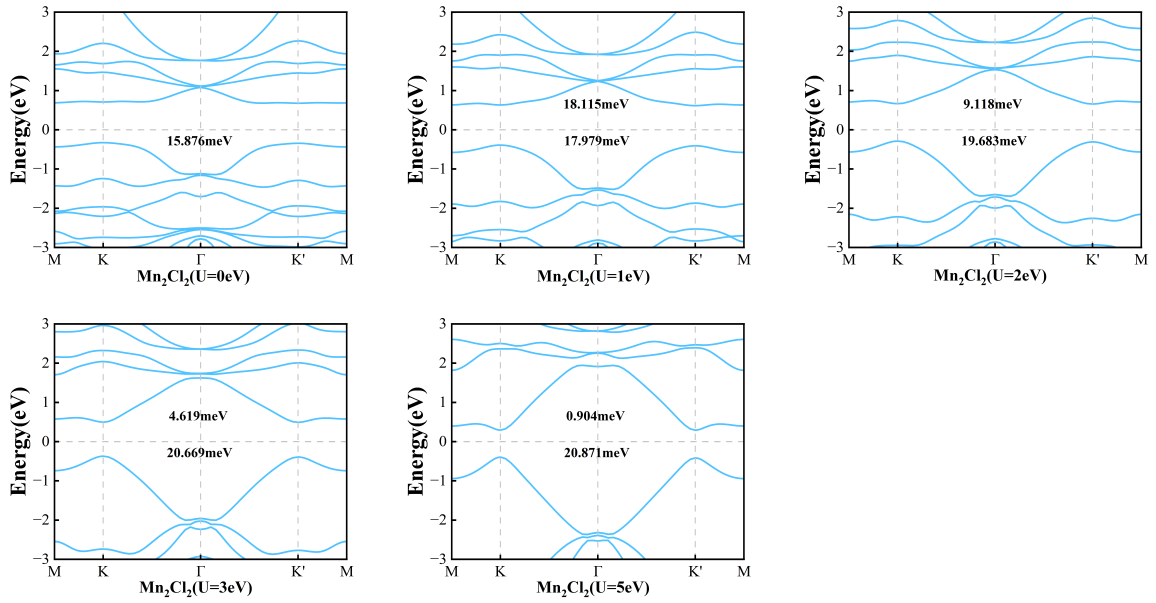 Energy(eV)
3
2
1
0
−1
−2
−3
15.876meV
M K Γ K' M
Mn₂Cl₂(U=0eV)
Energy(eV)
3
2
1
0
−1
−2
−3
18.115meV
17.979meV
M K Γ K' M
Mn₂Cl₂(U=1eV)
Energy(eV)
3
2
1
0
−1
−2
−3
9.118meV
19.683meV
M K Γ K' M
Mn₂Cl₂(U=2eV)
Energy(eV)
3
2
1
0
−1
−2
−3
4.619meV
20.669meV
M K Γ K' M
Mn₂Cl₂(U=3eV)
Energy(eV)
3
2
1
0
−1
−2
−3
0.904meV
20.871meV
M K Γ K' M
Mn₂Cl₂(U=5eV)